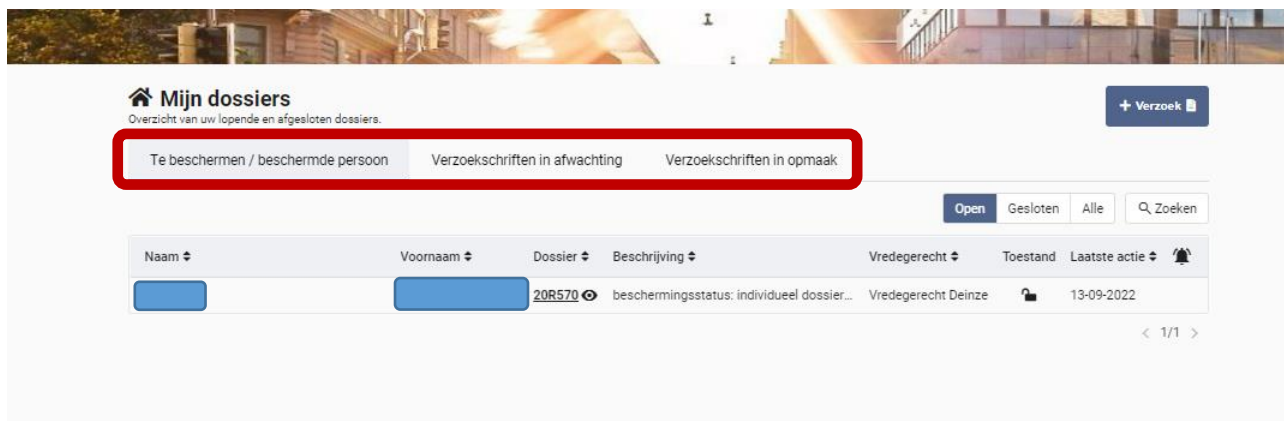 Mijn dossiers
+ Verzoek
Overzicht van uw lopende en afgesloten dossiers.
Te beschermen / beschermde persoon Verzoekschriften in afwachting Verzoekschriften in opmaak
Open Gesloten Alle Zoeken
Naam Voornaam Dossier Beschrijving Vredegerecht Toestand Laatste actie
20R570 beschermingsstatus: individueel dossier... Vredegerecht Deinze 13-09-2022
< 1/1 >